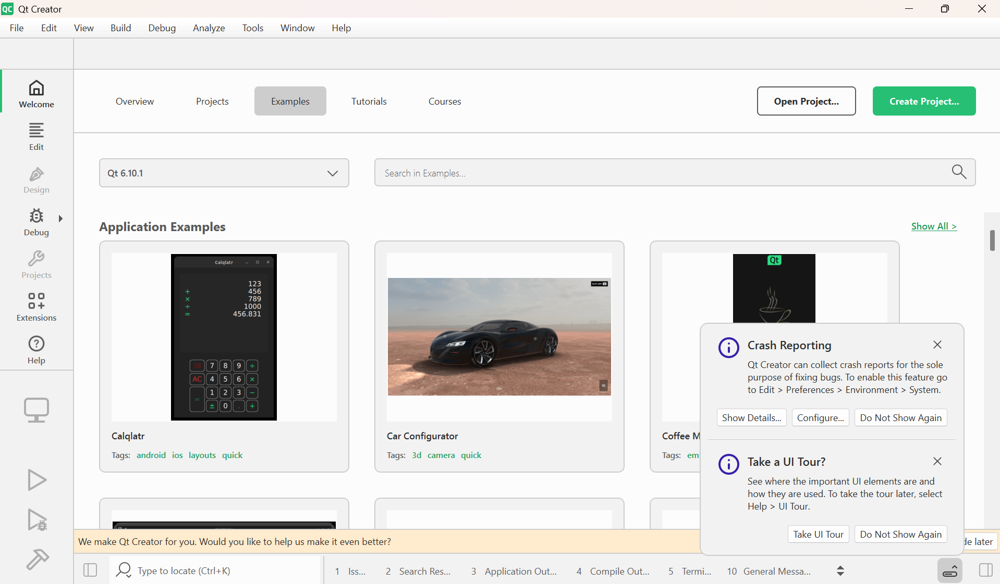 QC Qt Creator
File Edit View Build Debug Analyze Tools Window Help
Welcome
Edit
Design
Debug
Projects
Extensions
Help
Overview Projects Examples Tutorials Courses
Open Project...
Create Project...
Qt 6.10.1
Search in Examples...
Application Examples
Show All >
Calqlatr
123
+ 456
× 789
÷ 1000
= 456.831
7 8 9 ÷
AC 4 5 6 ×
1 2 3 −
= ± 0 . +
Calqlatr
Tags: android ios layouts quick
Car Configurator
Tags: 3d camera quick
Qt
Coffee M
Tags: em
Crash Reporting
Qt Creator can collect crash reports for the sole
purpose of fixing bugs. To enable this feature go
to Edit > Preferences > Environment > System.
Show Details... Configure... Do Not Show Again
Take a UI Tour?
See where the important UI elements are and
how they are used. To take the tour later, select
Help > UI Tour.
Take UI Tour Do Not Show Again
We make Qt Creator for you. Would you like to help us make it even better?
de later
Type to locate (Ctrl+K)
1 Iss... 2 Search Res... 3 Application Out... 4 Compile Out... 5 Termi... 10 General Messa...